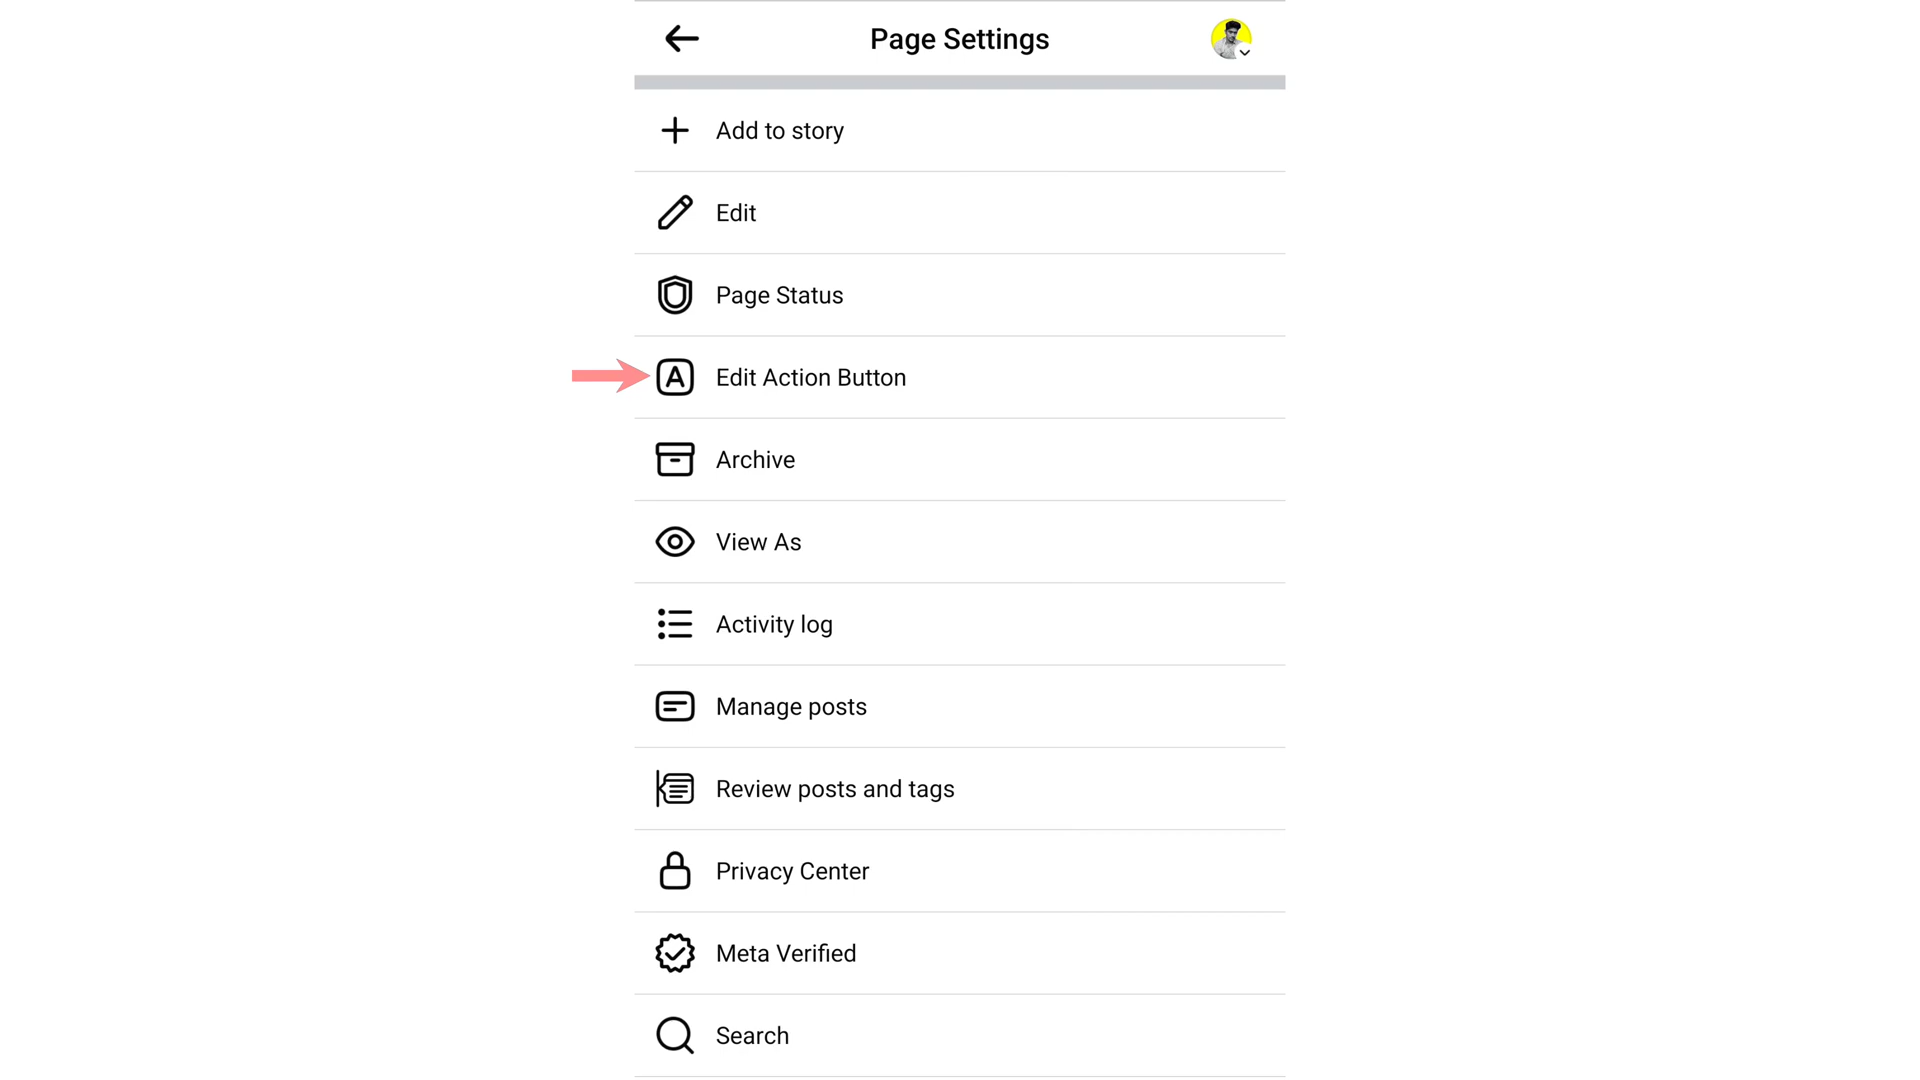 Page Settings
Add to story
Edit
Page Status
Edit Action Button
Archive
View As
Activity log
Manage posts
Review posts and tags
Privacy Center
Meta Verified
Search